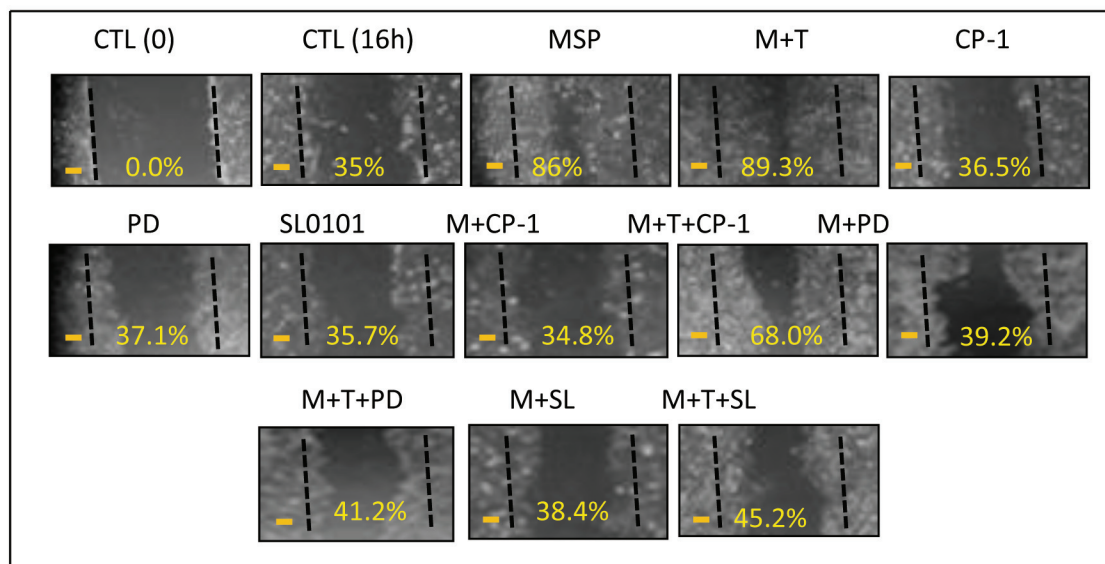 CTL (0) CTL (16h) MSP M+T CP-1
0.0% 35% 86% 89.3% 36.5%
PD SL0101 M+CP-1 M+T+CP-1 M+PD
37.1% 35.7% 34.8% 68.0% 39.2%
M+T+PD M+SL M+T+SL
41.2% 38.4% 45.2%